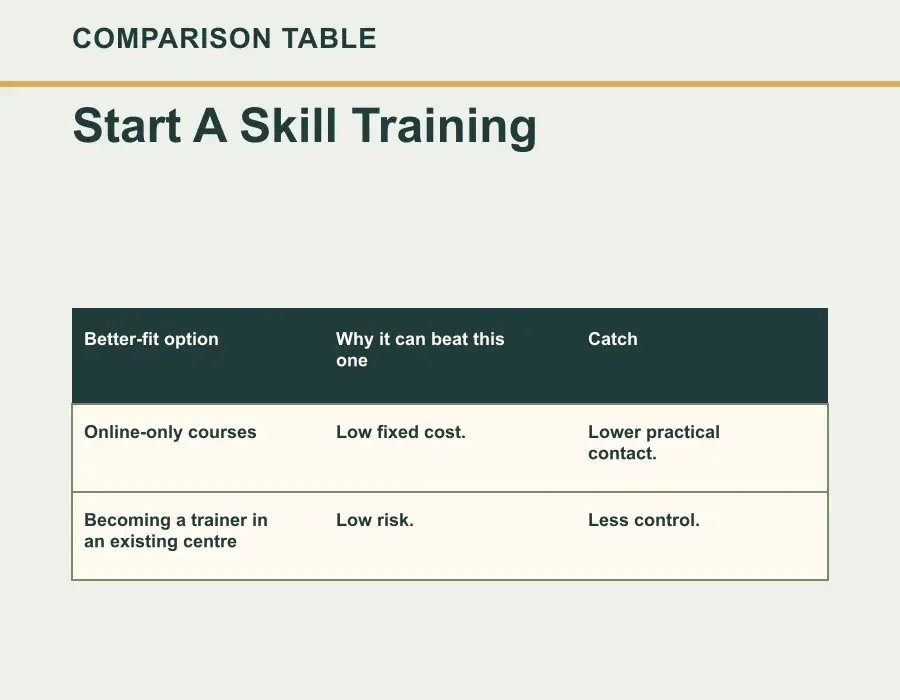 COMPARISON TABLE
Start A Skill Training
Better-fit option
Why it can beat this
one
Catch
Online-only courses
Low fixed cost.
Lower practical
contact.
Becoming a trainer in
an existing centre
Low risk.
Less control.